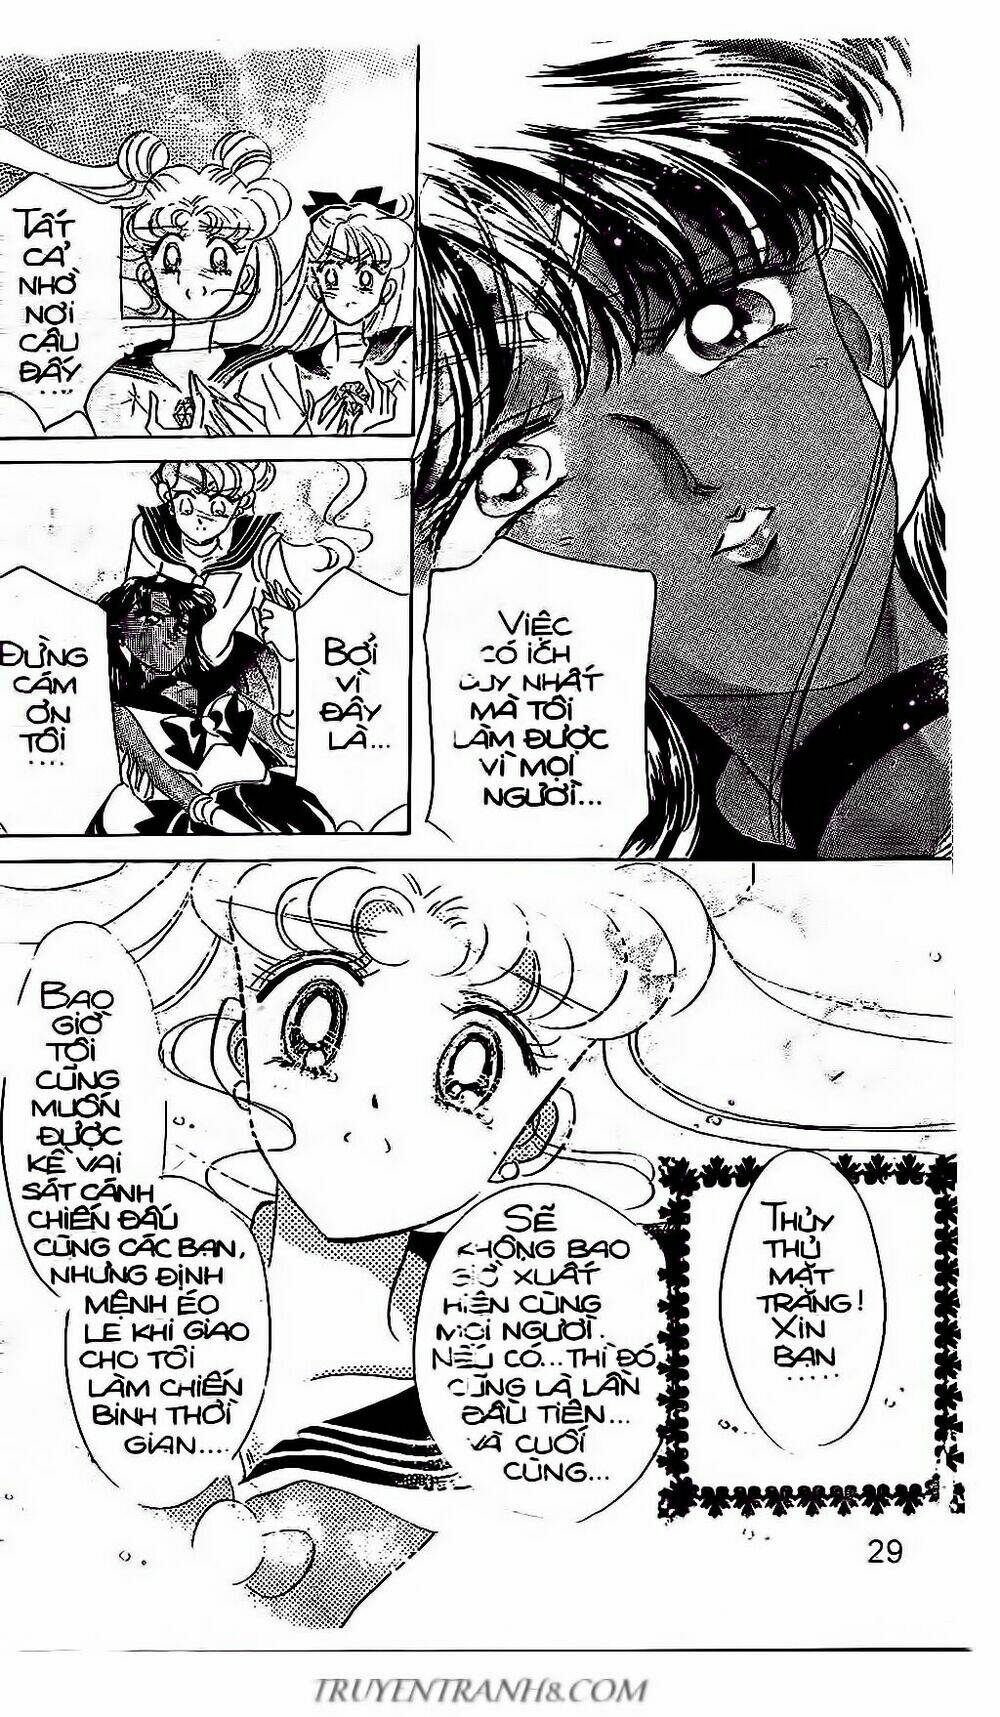 TẤT
CẢ
NHỜ
NƠI
CẬU
ĐẤY
.....
VIỆC
CÓ ÍCH
DUY NHẤT
MÀ TÔI
LÀM ĐƯỢC
VÌ MỌI
NGƯỜI...
BỞI
VÌ
ĐÂY
LÀ...
ĐỪNG
CÁM
ƠN
TÔI
.....
BAO
GIỜ
TÔI
CŨNG
MUỐN
ĐƯỢC
KỀ VAI
SÁT CÁNH
CHIẾN ĐẤU
CÙNG CÁC BẠN,
NHƯNG ĐỊNH
MỆNH ÉO
LE KHI GIAO
CHO TÔI
LÀM CHIẾN
BINH THỜI
GIAN....
SẼ
KHÔNG BAO
GIỜ XUẤT
HIỆN CÙNG
MỌI NGƯỜI.
NẾU CÓ...THÌ ĐÓ
CŨNG LÀ LẦN
ĐẦU TIÊN...
VÀ CUỐI
CÙNG...
THỦY
THỦ
MẶT
TRĂNG!
XIN
BẠN
.....
29
TRUYENTRANH8.COM